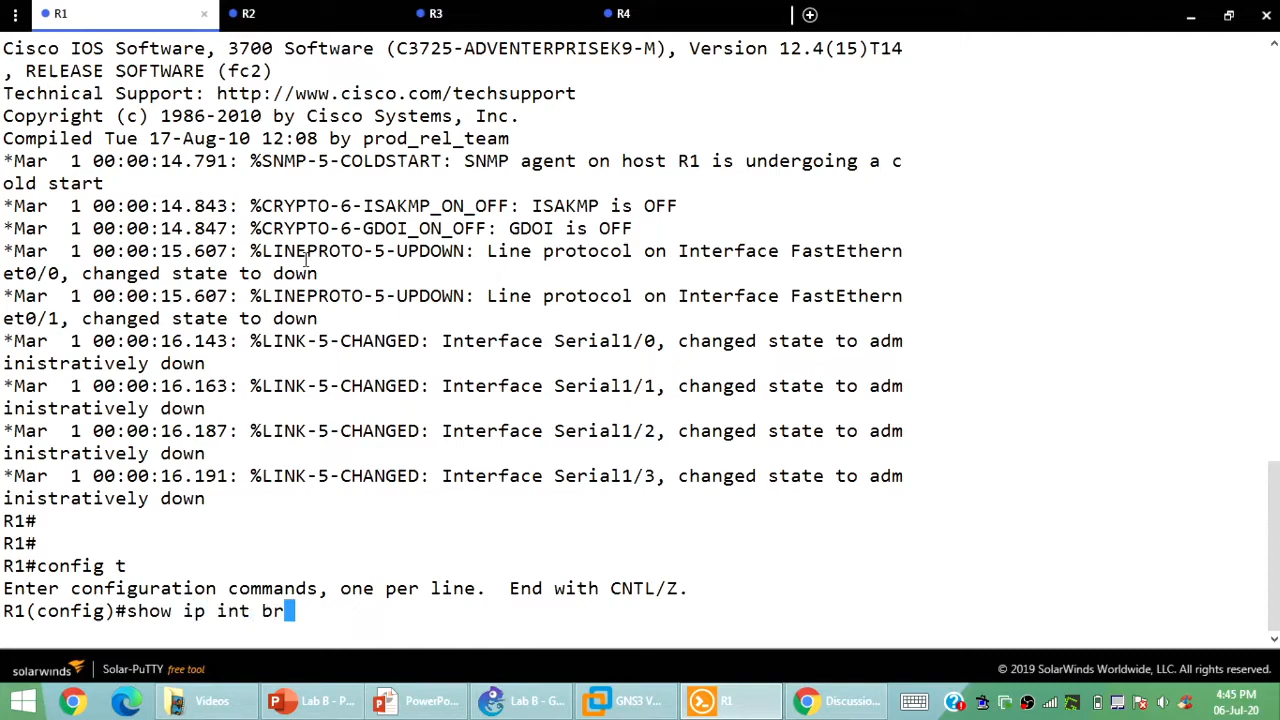 R1
R2
R3
R4
Cisco IOS Software, 3700 Software (C3725-ADVENTERPRISEK9-M), Version 12.4(15)T14
, RELEASE SOFTWARE (fc2)
Technical Support: http://www.cisco.com/techsupport
Copyright (c) 1986-2010 by Cisco Systems, Inc.
Compiled Tue 17-Aug-10 12:08 by prod_rel_team
*Mar  1 00:00:14.791: %SNMP-5-COLDSTART: SNMP agent on host R1 is undergoing a c
old start
*Mar  1 00:00:14.843: %CRYPTO-6-ISAKMP_ON_OFF: ISAKMP is OFF
*Mar  1 00:00:14.847: %CRYPTO-6-GDOI_ON_OFF: GDOI is OFF
*Mar  1 00:00:15.607: %LINEPROTO-5-UPDOWN: Line protocol on Interface FastEthern
et0/0, changed state to down
*Mar  1 00:00:15.607: %LINEPROTO-5-UPDOWN: Line protocol on Interface FastEthern
et0/1, changed state to down
*Mar  1 00:00:16.143: %LINK-5-CHANGED: Interface Serial1/0, changed state to adm
inistratively down
*Mar  1 00:00:16.163: %LINK-5-CHANGED: Interface Serial1/1, changed state to adm
inistratively down
*Mar  1 00:00:16.187: %LINK-5-CHANGED: Interface Serial1/2, changed state to adm
inistratively down
*Mar  1 00:00:16.191: %LINK-5-CHANGED: Interface Serial1/3, changed state to adm
inistratively down
R1#
R1#
R1#config t
Enter configuration commands, one per line.  End with CNTL/Z.
R1(config)#show ip int br
solarwinds Solar-PuTTY free tool © 2019 SolarWinds Worldwide, LLC. All rights reserved.
Videos
Lab B - P...
PowerPo...
Lab B - G...
GNS3 V...
R1
Discussio...
4:45 PM
06-Jul-20